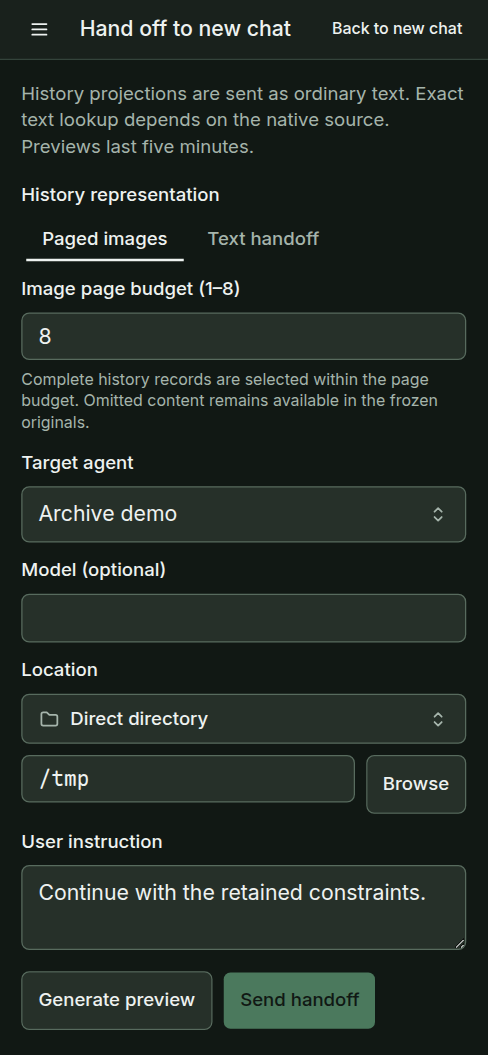 Hand off to new chat
Back to new chat
History projections are sent as ordinary text. Exact
text lookup depends on the native source.
Previews last five minutes.
History representation
Paged images
Text handoff
Image page budget (1–8)
8
Complete history records are selected within the page
budget. Omitted content remains available in the frozen
originals.
Target agent
Archive demo
Model (optional)
Location
Direct directory
/tmp
Browse
User instruction
Continue with the retained constraints.
Generate preview
Send handoff